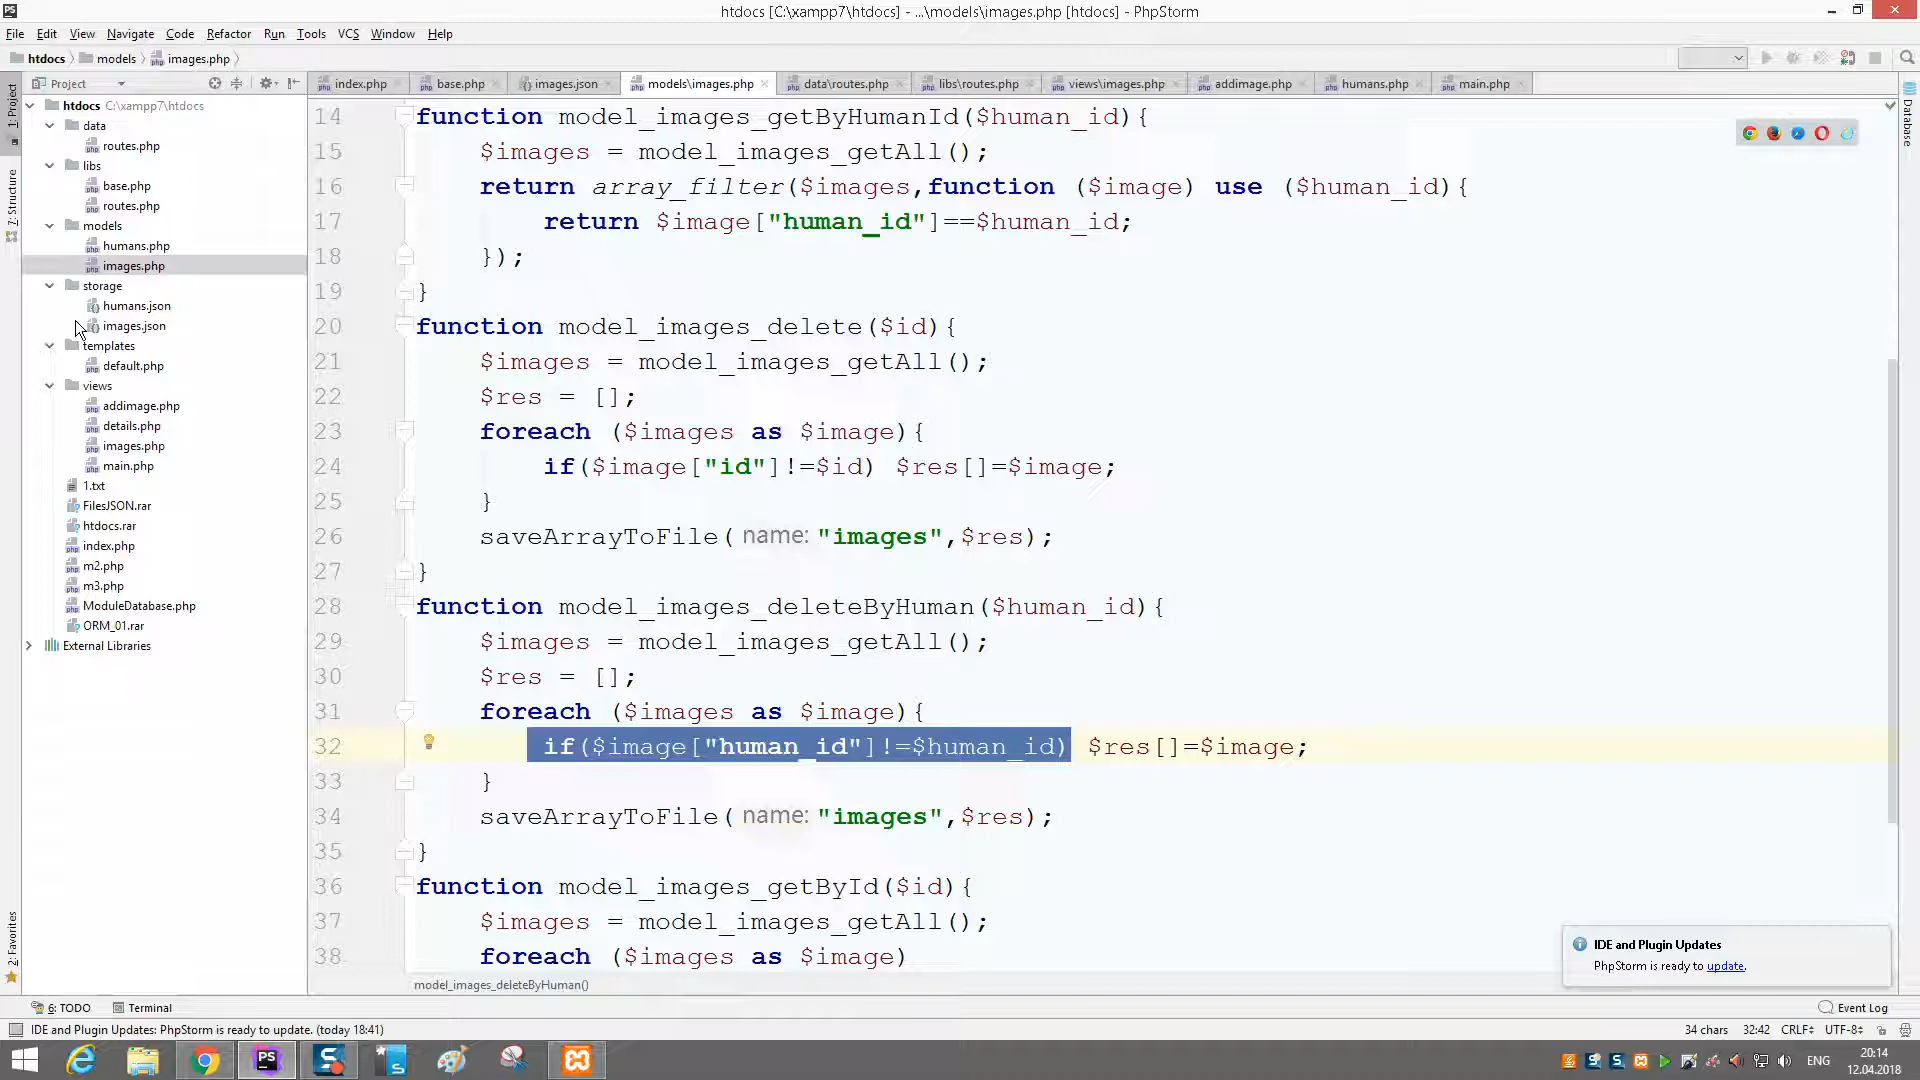 htdocs [C:\xampp7\htdocs] - ...\models\images.php [htdocs] - PhpStorm
File Edit View Navigate Code Refactor Run Tools VCS Window Help
htdocs models images.php
Project
index.php base.php images.json models\images.php data\routes.php libs\routes.php views\images.php addimage.php humans.php main.php
1: Project
7: Structure
2: Favorites
Database
htdocs C:\xampp7\htdocs
data
routes.php
libs
base.php
routes.php
models
humans.php
images.php
storage
humans.json
images.json
templates
default.php
views
addimage.php
details.php
images.php
main.php
1.txt
FilesJSON.rar
htdocs.rar
index.php
m2.php
m3.php
ModuleDatabase.php
ORM_01.rar
External Libraries
14 function model_images_getByHumanId($human_id){
15 $images = model_images_getAll();
16 return array_filter($images,function ($image) use ($human_id){
17 return $image["human_id"]==$human_id;
18 });
19 }
20 function model_images_delete($id){
21 $images = model_images_getAll();
22 $res = [];
23 foreach ($images as $image){
24 if($image["id"]!=$id) $res[]=$image;
25 }
26 saveArrayToFile( name: "images",$res);
27 }
28 function model_images_deleteByHuman($human_id){
29 $images = model_images_getAll();
30 $res = [];
31 foreach ($images as $image){
32 if($image["human_id"]!=$human_id) $res[]=$image;
33 }
34 saveArrayToFile( name: "images",$res);
35 }
36 function model_images_getById($id){
37 $images = model_images_getAll();
38 foreach ($images as $image)
model_images_deleteByHuman()
IDE and Plugin Updates
PhpStorm is ready to update.
6: TODO Terminal Event Log
IDE and Plugin Updates: PhpStorm is ready to update. (today 18:41) 34 chars 32:42 CRLF UTF-8
ENG
20:14
12.04.2018